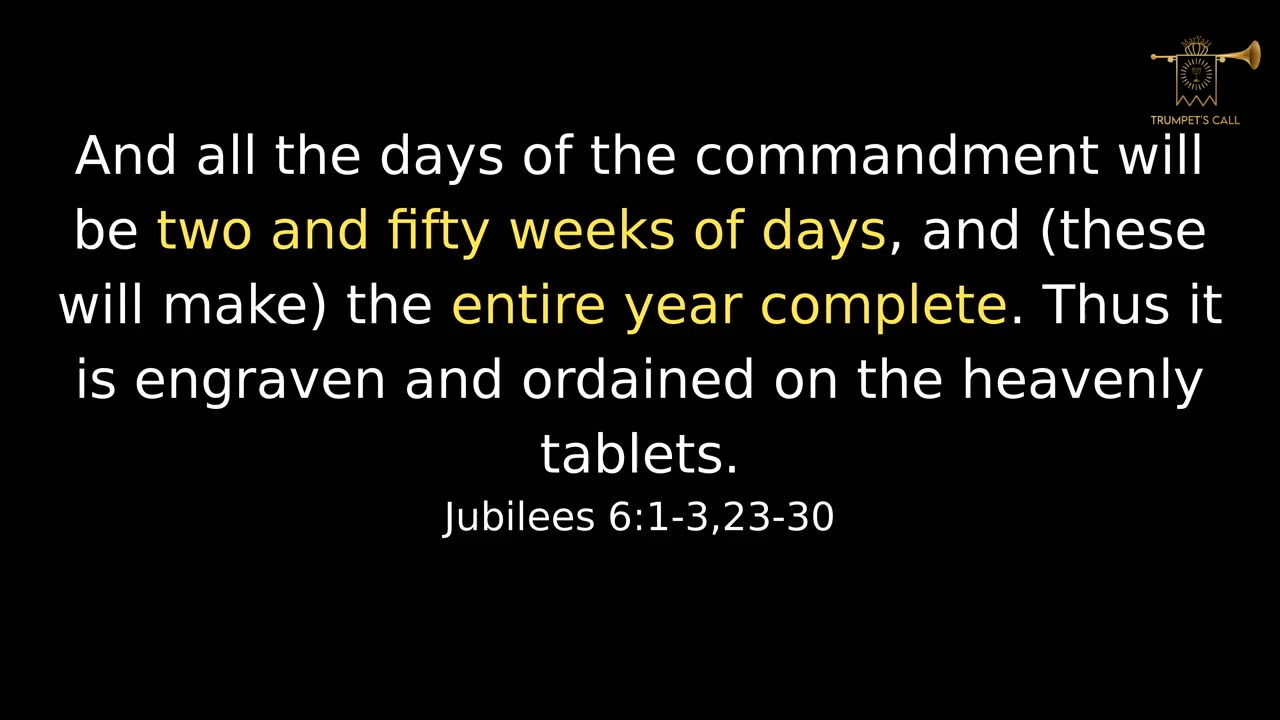 TRUMPET'S CALL
And all the days of the commandment will
be two and fifty weeks of days, and (these
will make) the entire year complete. Thus it
is engraven and ordained on the heavenly
tablets.
Jubilees 6:1-3,23-30